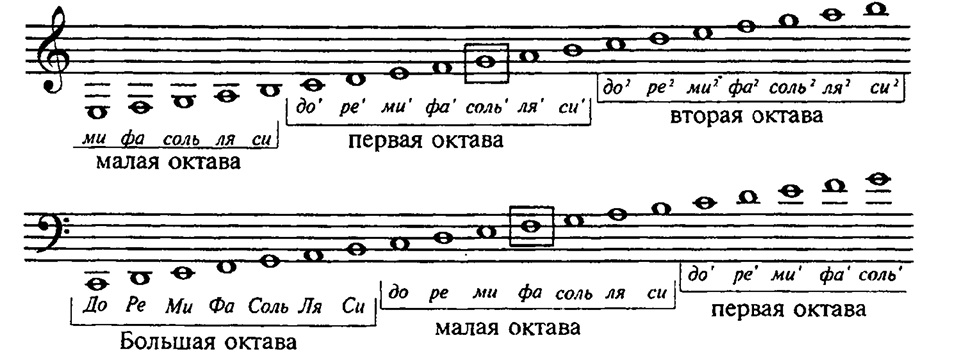 ми фа соль ля си до' ре' ми' фа' соль' ля' си' до² ре² ми² фа² соль² ля² си²
малая октава первая октава вторая октава
До Ре Ми Фа Соль Ля Си до ре ми фа соль ля си до' ре' ми' фа' соль'
Большая октава малая октава первая октава